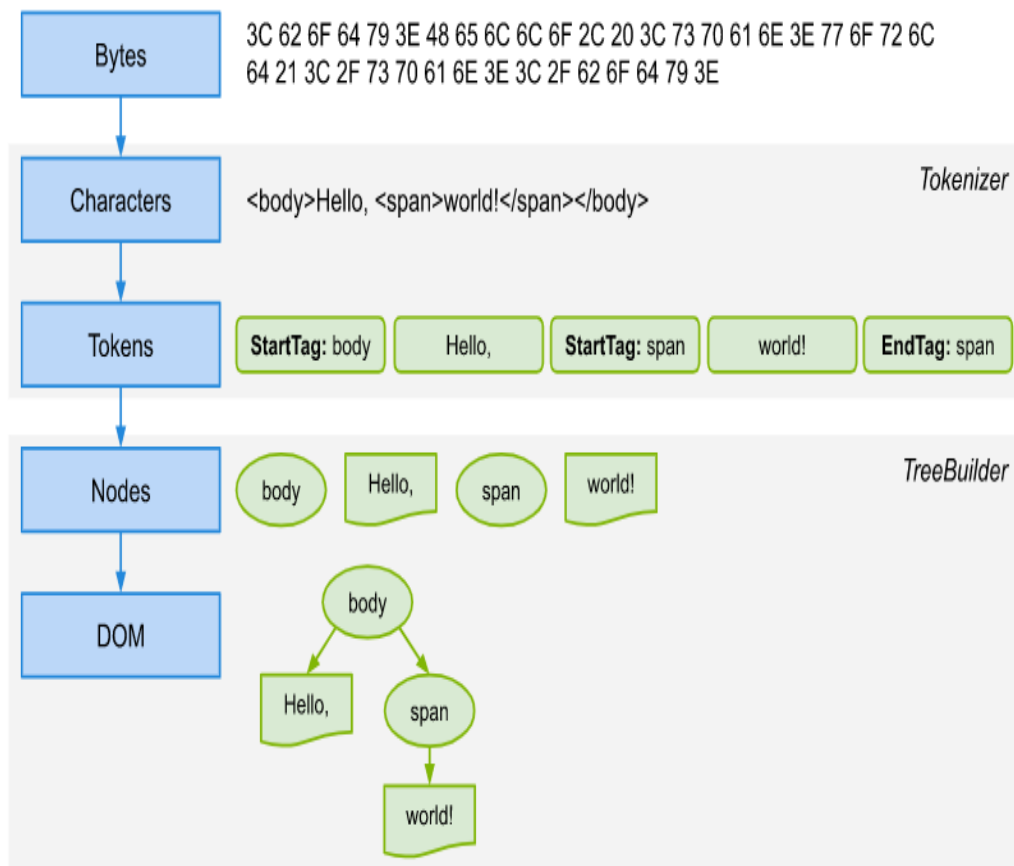 Bytes
3C 62 6F 64 79 3E 48 65 6C 6C 6F 2C 20 3C 73 70 61 6E 3E 77 6F 72 6C
64 21 3C 2F 73 70 61 6E 3E 3C 2F 62 6F 64 79 3E
Tokenizer
Characters
<body>Hello, <span>world!</span></body>
Tokens
StartTag: body
Hello,
StartTag: span
world!
EndTag: span
TreeBuilder
Nodes
body
Hello,
span
world!
DOM
body
Hello,
span
world!